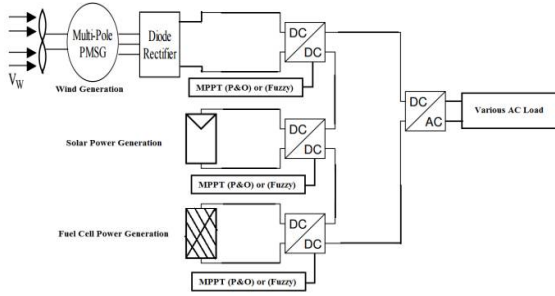 Multi-Pole
PMSG
Diode
Rectifier
DC
DC
V_W
Wind Generation
MPPT (P&O) or (Fuzzy)
DC
AC
Various AC Load
Solar Power Generation
DC
DC
MPPT (P&O) or (Fuzzy)
Fuel Cell Power Generation
DC
DC
MPPT (P&O) or (Fuzzy)